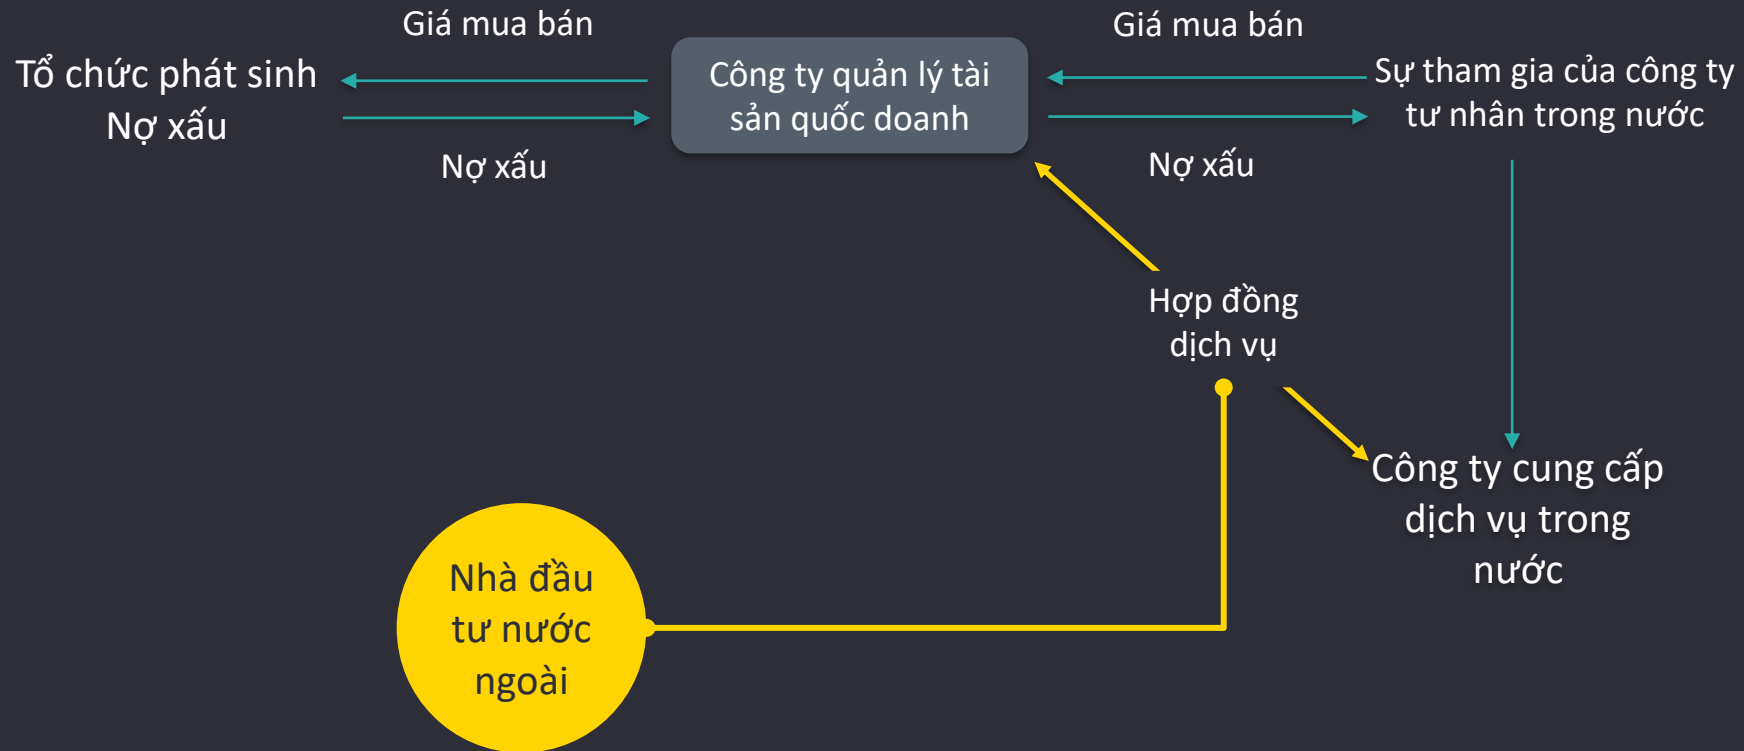 Giá mua bán
Giá mua bán
Tổ chức phát sinh
Nợ xấu
Công ty quản lý tài
sản quốc doanh
Sự tham gia của công ty
tư nhân trong nước
Nợ xấu
Nợ xấu
Hợp đồng
dịch vụ
Công ty cung cấp
dịch vụ trong
nước
Nhà đầu
tư nước
ngoài